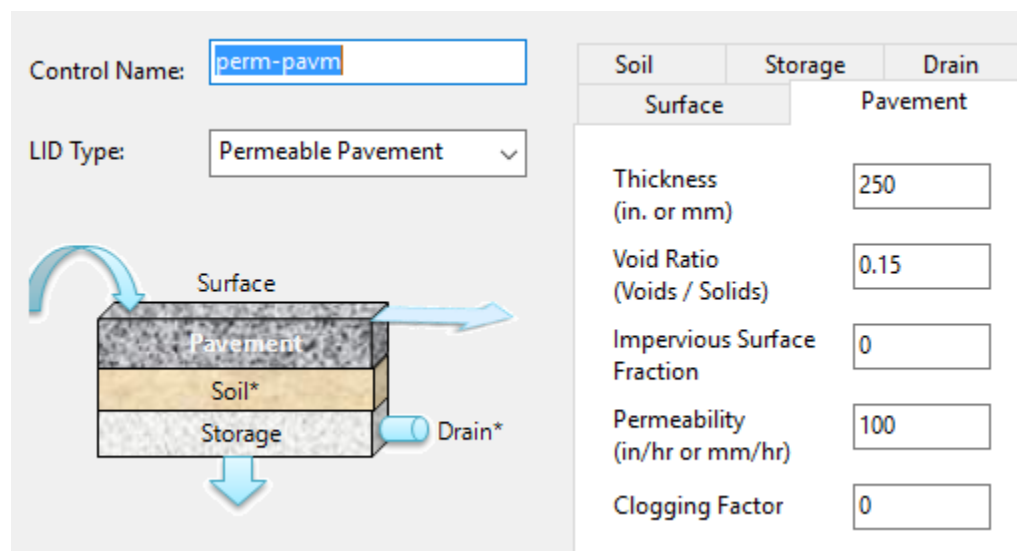 Control Name: perm-pavm
LID Type: Permeable Pavement
Surface
Pavement
Soil*
Storage
Drain*
Soil Storage Drain
Surface Pavement
Thickness
(in. or mm) 250
Void Ratio
(Voids / Solids) 0.15
Impervious Surface
Fraction 0
Permeability
(in/hr or mm/hr) 100
Clogging Factor 0